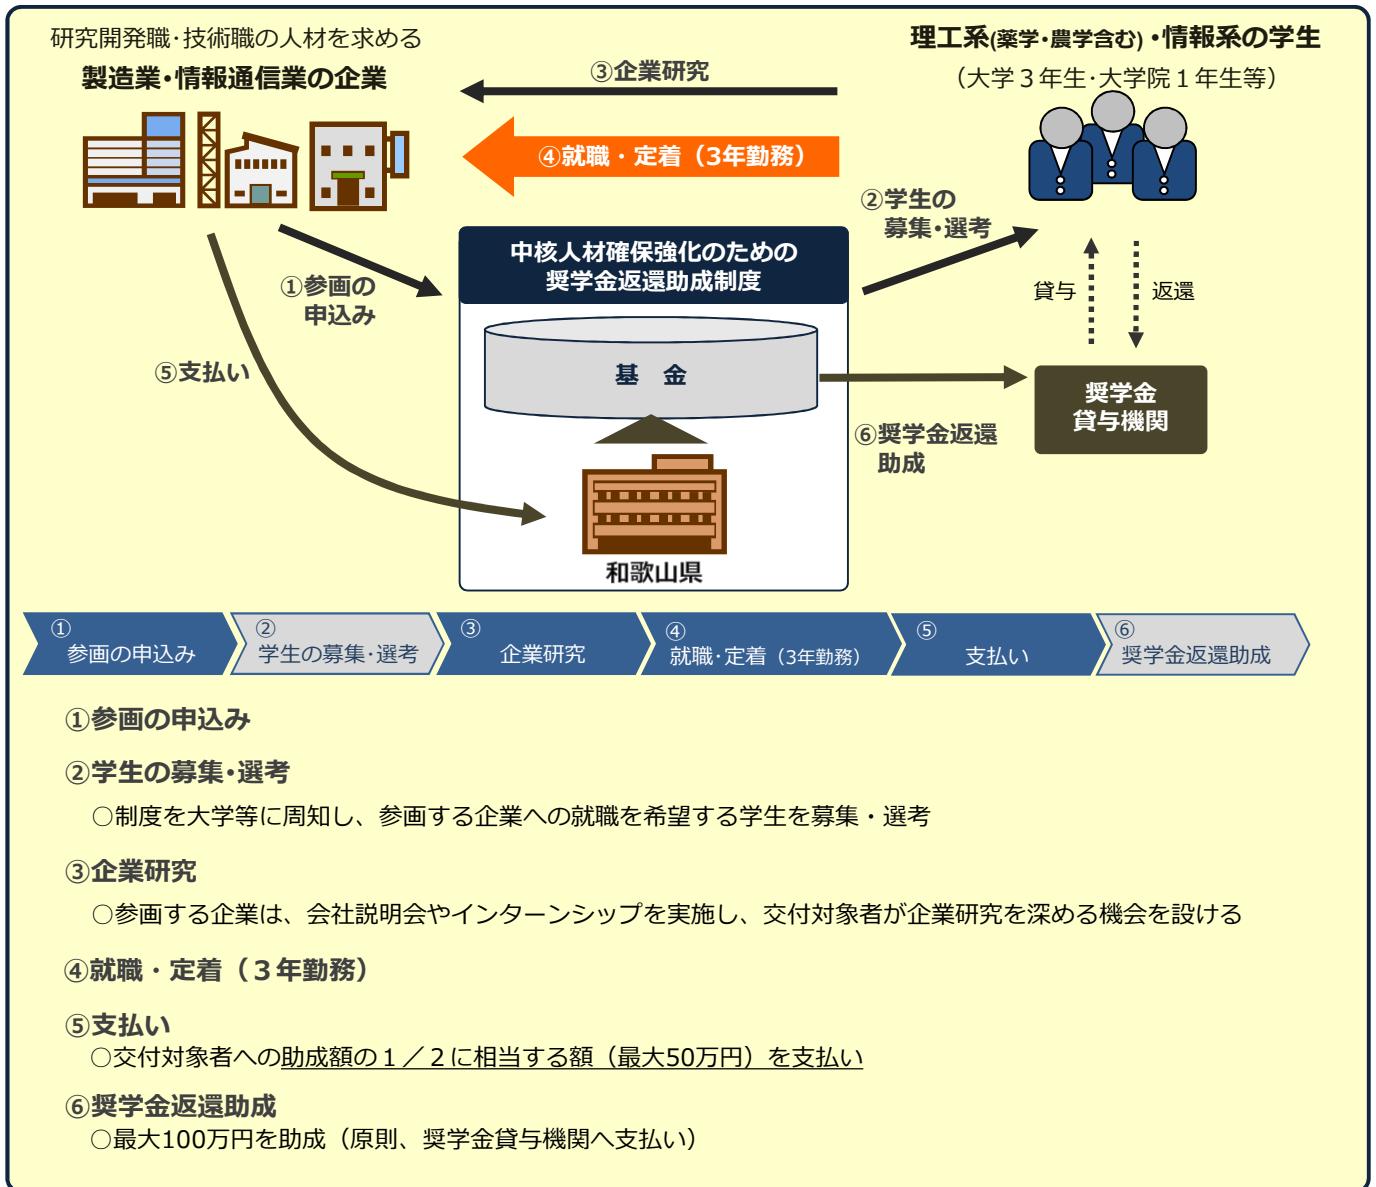 研究開発職・技術職の人材を求める
製造業・情報通信業の企業
理工系(薬学・農学含む)・情報系の学生
（大学３年生・大学院１年生等）
③企業研究
④就職・定着（3年勤務）
②学生の
募集・選考
①参画の
申込み
中核人材確保強化のための
奨学金返還助成制度
貸与
返還
⑤支払い
基　金
奨学金
貸与機関
⑥奨学金返還
助成
和歌山県
①
参画の申込み
②
学生の募集・選考
③
企業研究
④
就職・定着（3年勤務）
⑤
支払い
⑥
奨学金返還助成
①参画の申込み
②学生の募集・選考
○制度を大学等に周知し、参画する企業への就職を希望する学生を募集・選考
③企業研究
○参画する企業は、会社説明会やインターンシップを実施し、交付対象者が企業研究を深める機会を設ける
④就職・定着（３年勤務）
⑤支払い
○交付対象者への助成額の１／２に相当する額（最大50万円）を支払い
⑥奨学金返還助成
○最大100万円を助成（原則、奨学金貸与機関へ支払い）